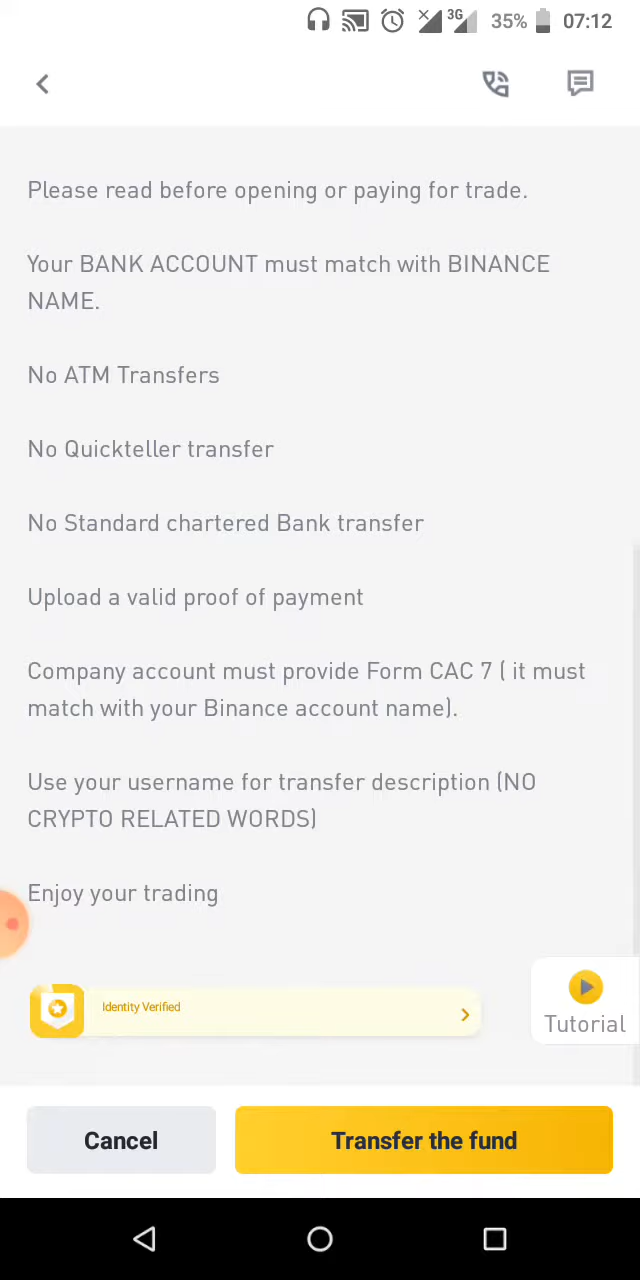 3G 35% 07:12
Please read before opening or paying for trade.
Your BANK ACCOUNT must match with BINANCE
NAME.
No ATM Transfers
No Quickteller transfer
No Standard chartered Bank transfer
Upload a valid proof of payment
Company account must provide Form CAC 7 ( it must
match with your Binance account name).
Use your username for transfer description (NO
CRYPTO RELATED WORDS)
Enjoy your trading
Identity Verified
Tutorial
Cancel
Transfer the fund